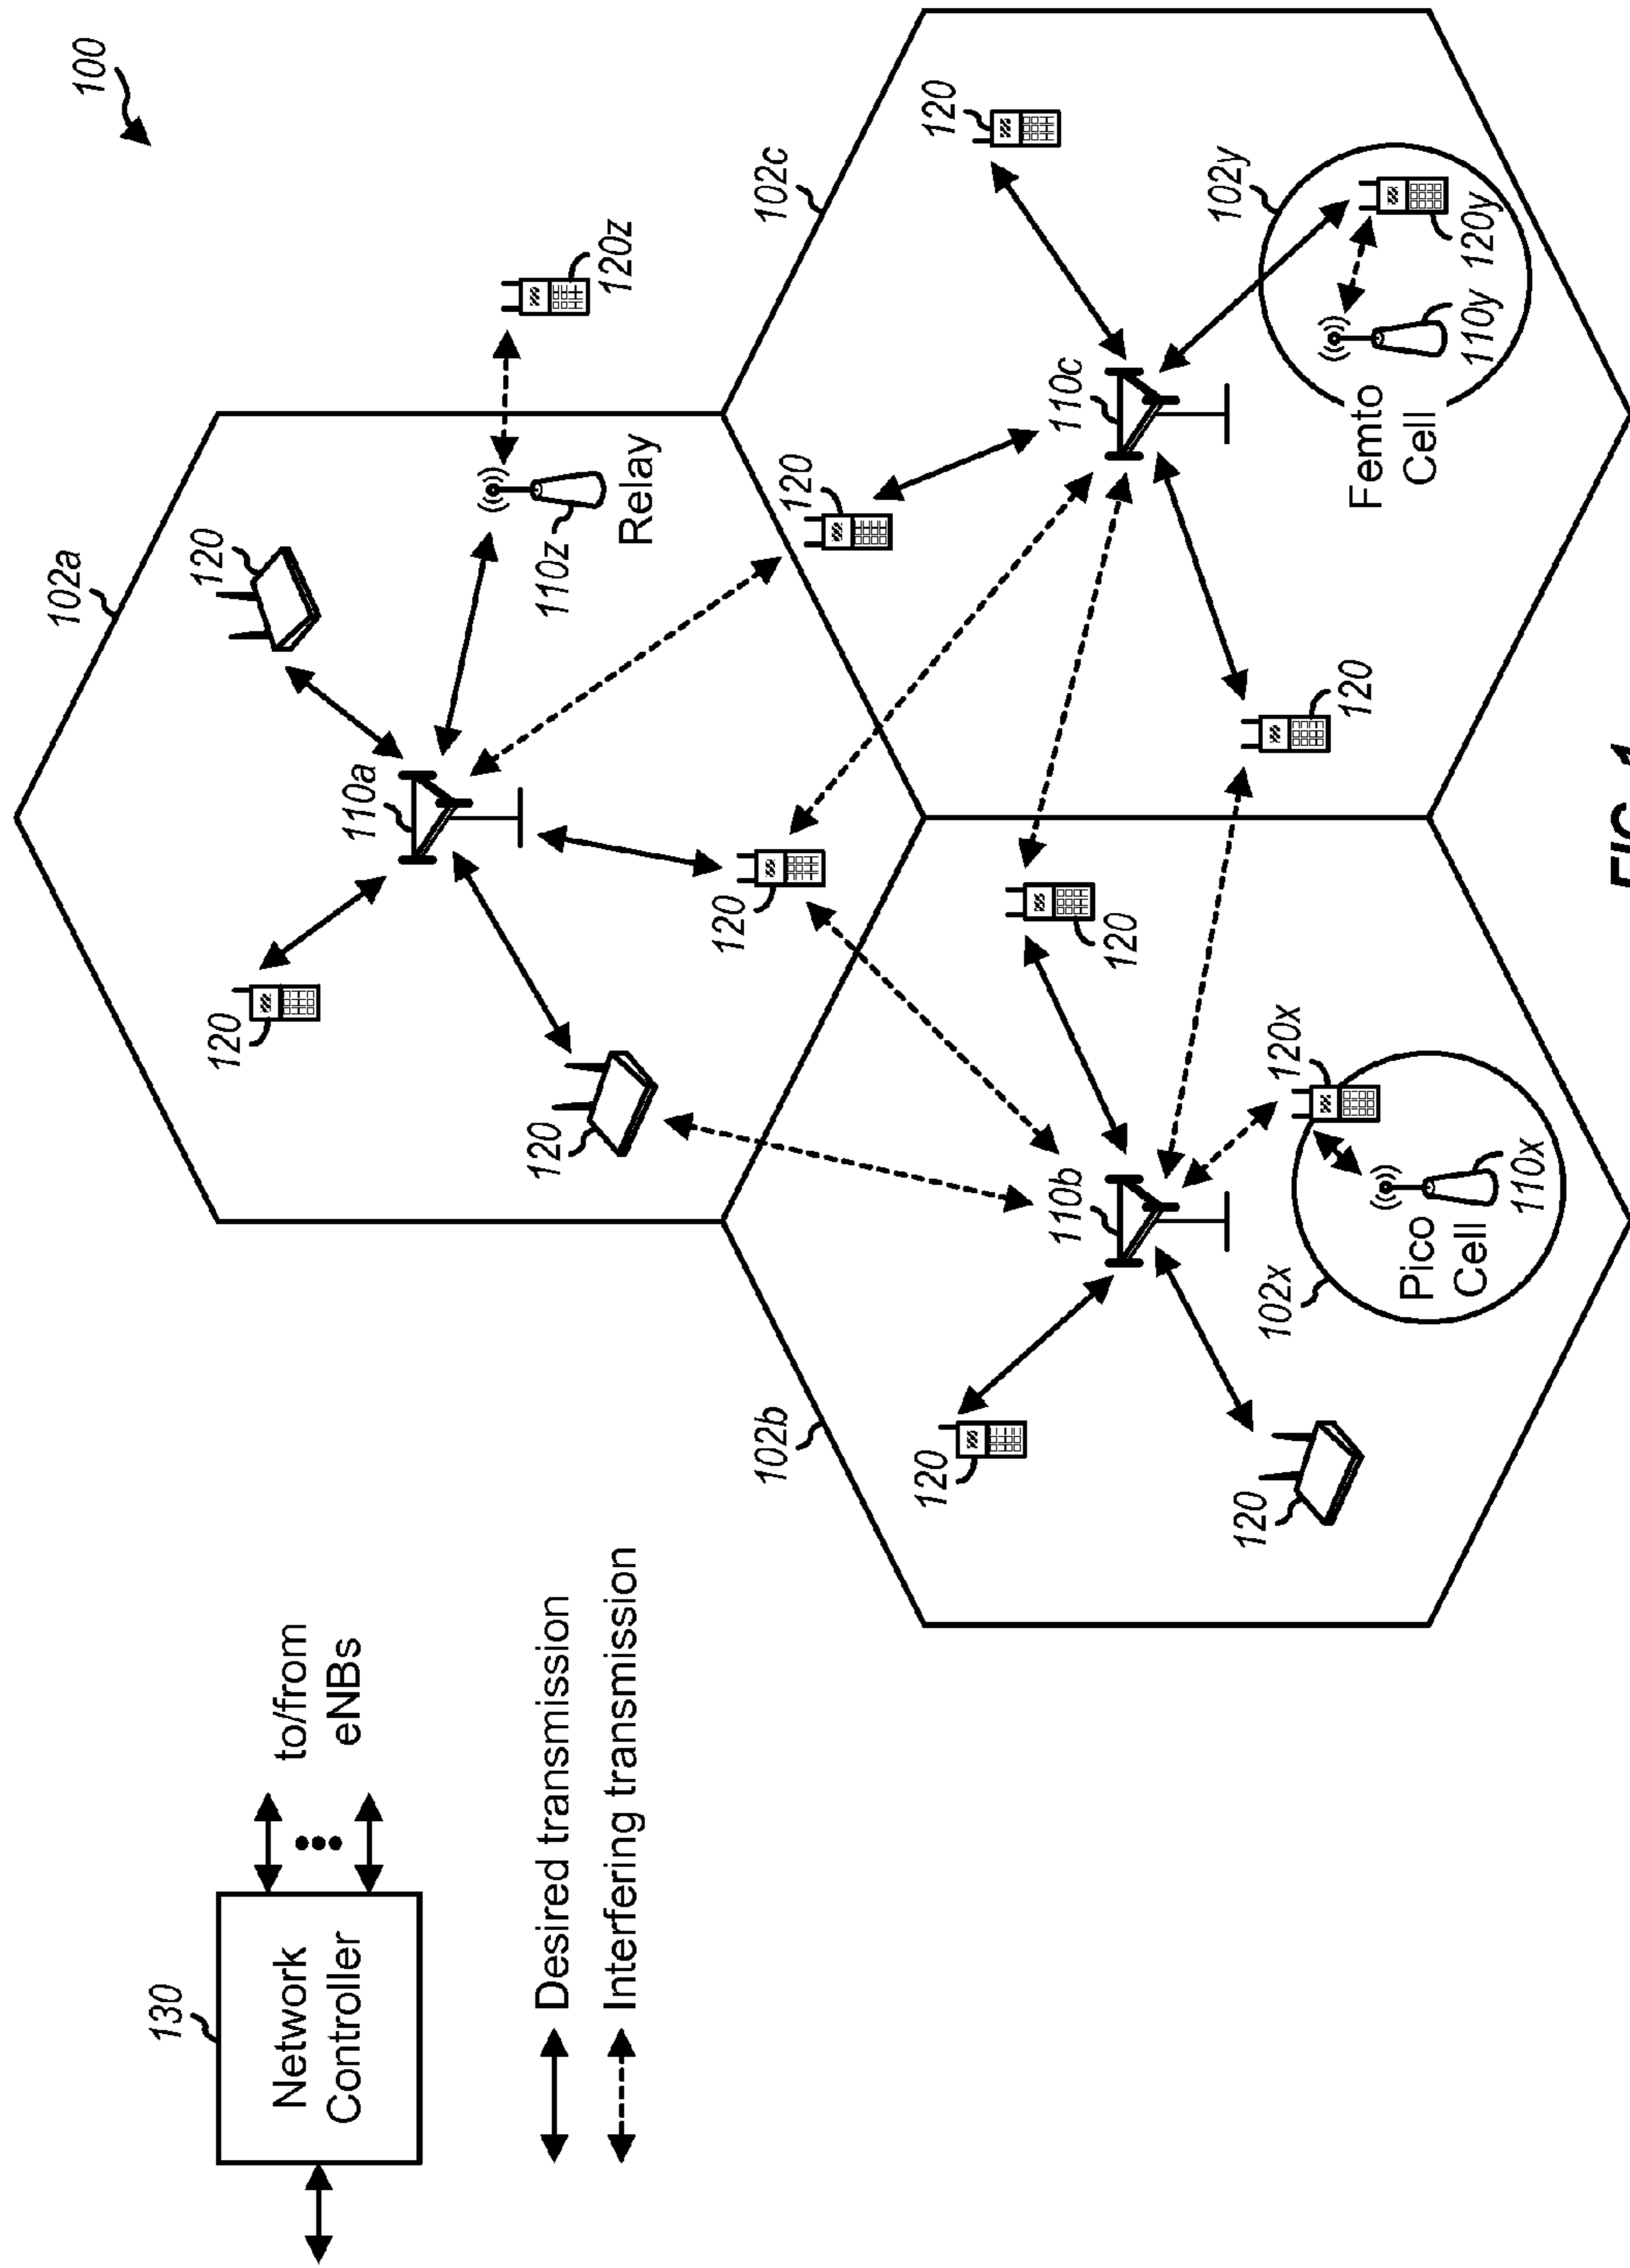 100
102a
130
120
120
Network
Controller
to/from
eNBs
110a
Desired transmission
Interfering transmission
120
110z
Relay
120z
120
102b
102c
120
120
120
110b
110c
120
102y
120
102x
120x
120
Femto
Cell
Pico
Cell
110y
120y
110x
FIG. 1